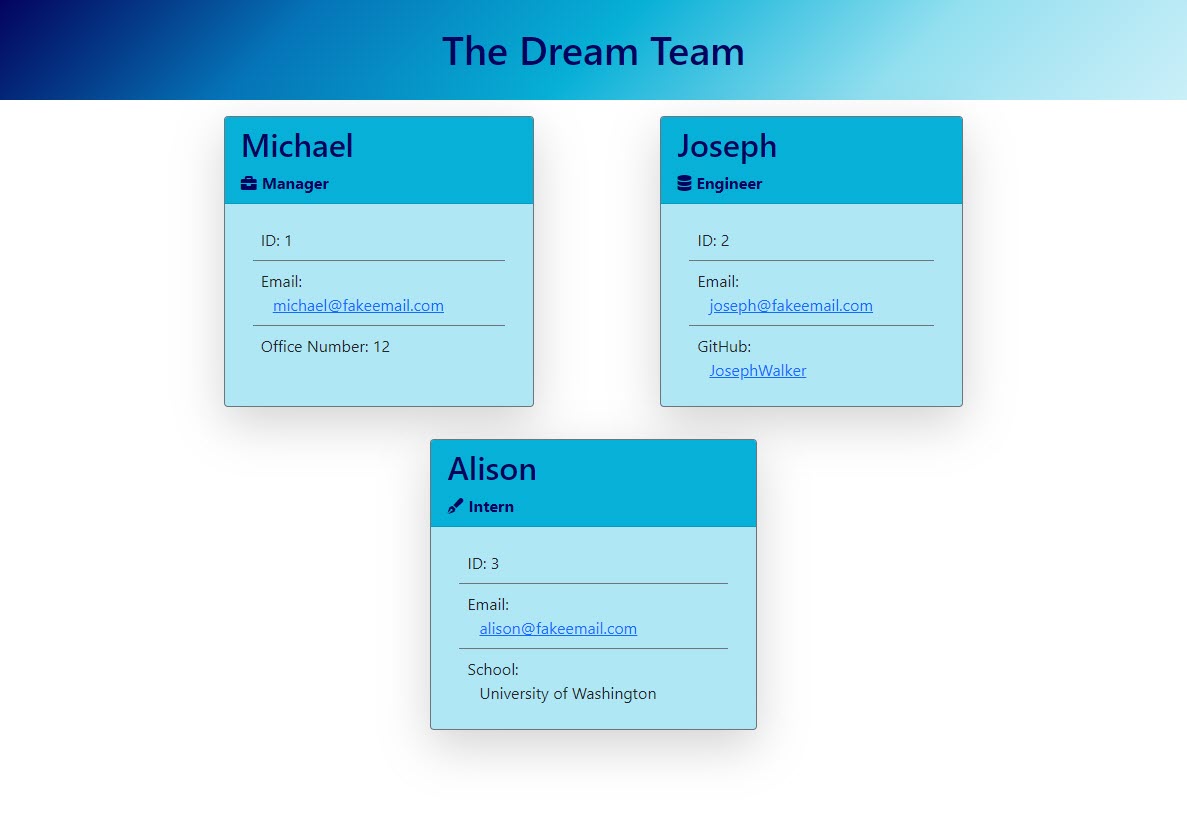 The Dream Team
Michael
Manager
ID: 1
Email:
michael@fakeemail.com
Office Number: 12
Joseph
Engineer
ID: 2
Email:
joseph@fakeemail.com
GitHub:
JosephWalker
Alison
Intern
ID: 3
Email:
alison@fakeemail.com
School:
University of Washington